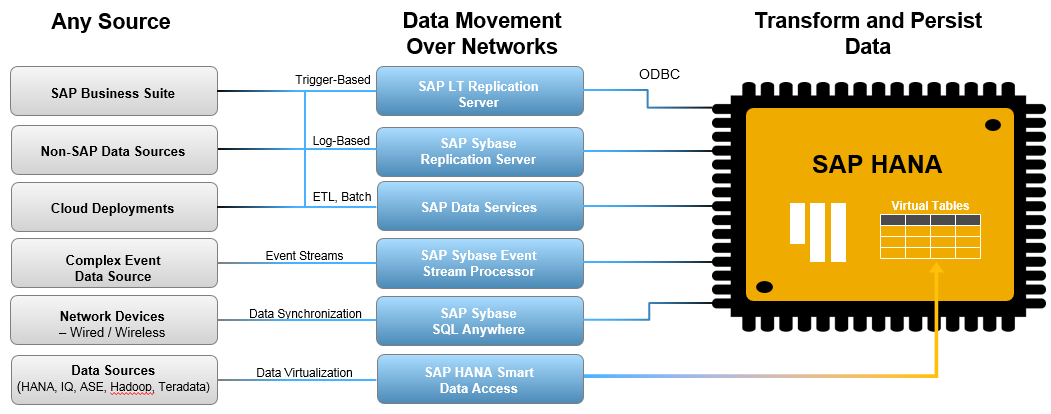 Any Source
Data Movement
Over Networks
Transform and Persist
Data
SAP Business Suite
Trigger-Based
SAP LT Replication
Server
ODBC
Non-SAP Data Sources
Log-Based
SAP Sybase
Replication Server
Cloud Deployments
ETL, Batch
SAP Data Services
Complex Event
Data Source
Event Streams
SAP Sybase Event
Stream Processor
Network Devices
– Wired / Wireless
Data Synchronization
SAP Sybase
SQL Anywhere
Data Sources
(HANA, IQ, ASE, Hadoop, Teradata)
Data Virtualization
SAP HANA Smart
Data Access
SAP HANA
Virtual Tables